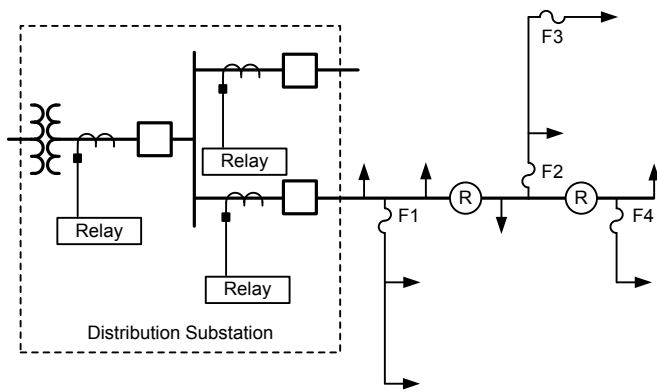 F3
Relay
F2
R
R
F1
F4
Relay
Relay
Distribution Substation